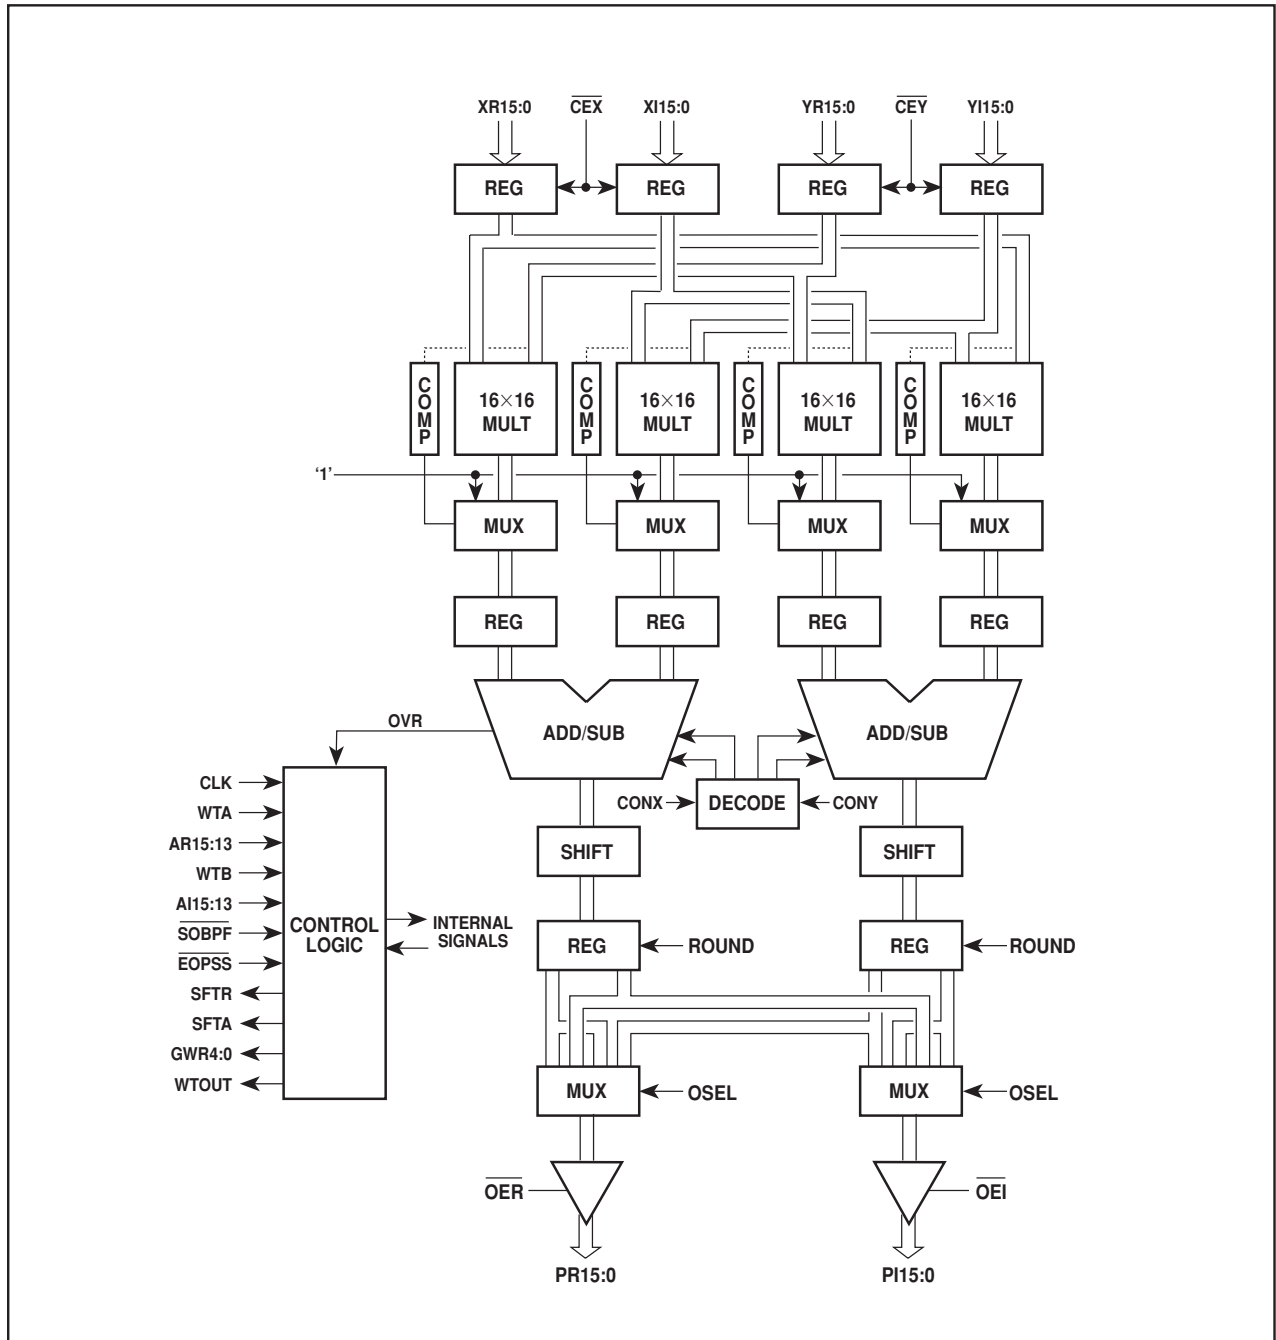 XR15:0 CEX XI15:0 YR15:0 CEY YI15:0
REG REG REG REG
COMP 16×16 MULT COMP 16×16 MULT COMP 16×16 MULT COMP 16×16 MULT
‘1’
MUX MUX MUX MUX
REG REG REG REG
OVR
ADD/SUB ADD/SUB
CONX DECODE CONY
SHIFT SHIFT
CLK
WTA
AR15:13
WTB
AI15:13
SOBPF
EOPSS
SFTR
SFTA
GWR4:0
WTOUT
CONTROL
LOGIC
INTERNAL
SIGNALS
REG ROUND REG ROUND
MUX OSEL MUX OSEL
OER OEI
PR15:0 PI15:0